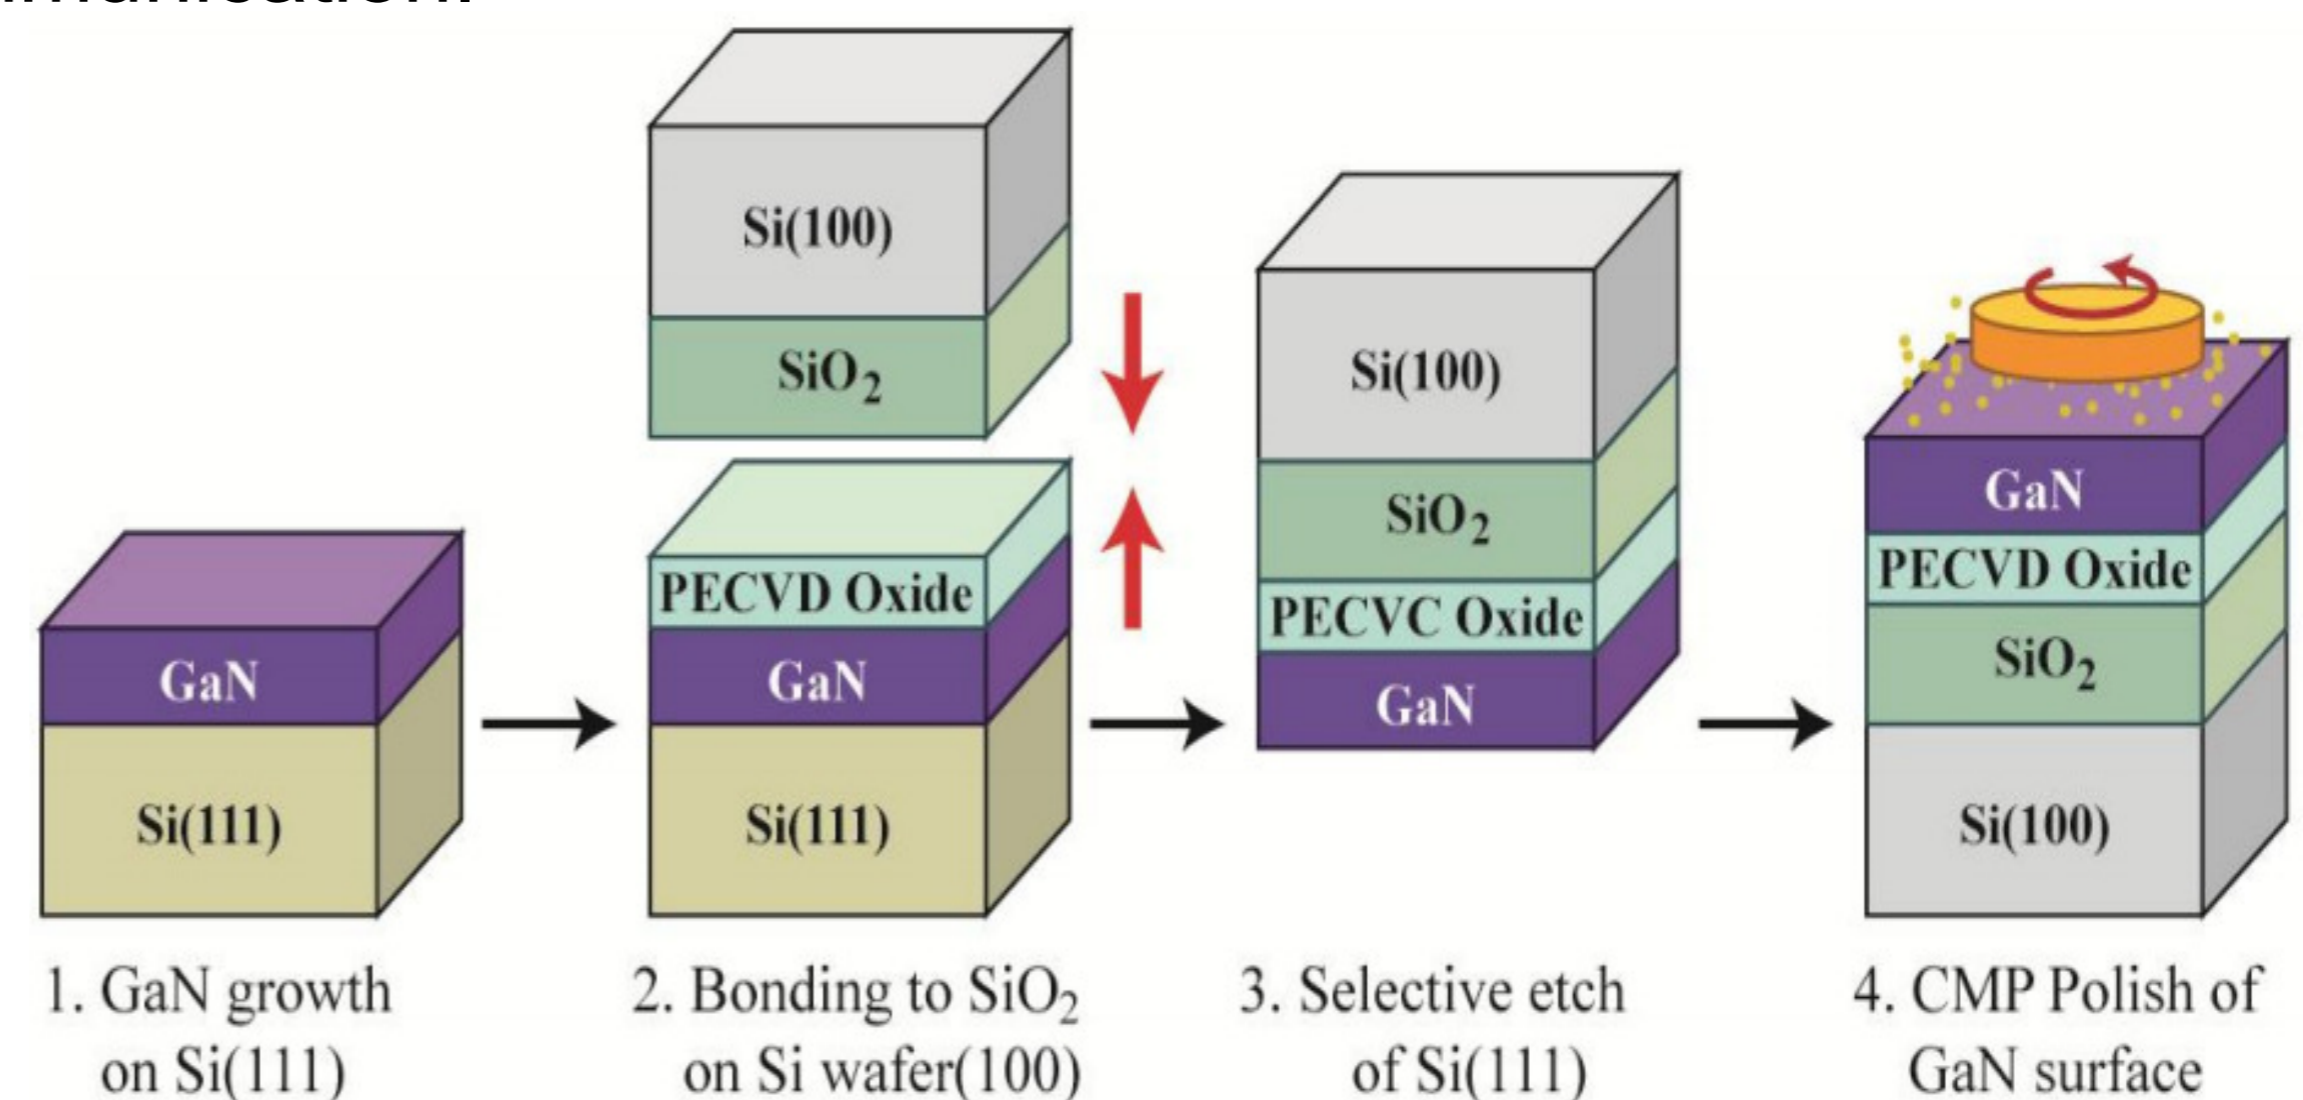 Si(100)
SiO₂
PECVD Oxide
GaN
Si(111)
GaN
Si(111)
Si(100)
SiO₂
PECVC Oxide
GaN
GaN
PECVD Oxide
SiO₂
Si(100)
1. GaN growth
on Si(111)
2. Bonding to SiO₂
on Si wafer(100)
3. Selective etch
of Si(111)
4. CMP Polish of
GaN surface